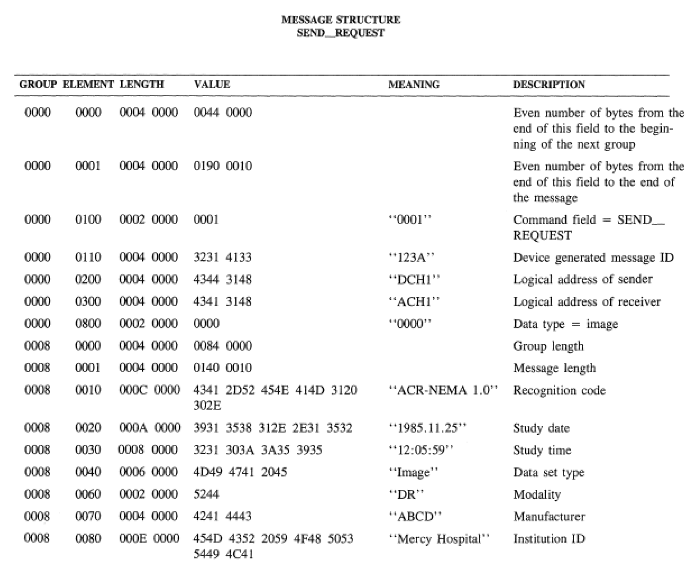 MESSAGE STRUCTURE
SEND__REQUEST
GROUP ELEMENT LENGTH VALUE MEANING DESCRIPTION
0000 0000 0004 0000 0044 0000 Even number of bytes from the
end of this field to the begin-
ning of the next group
0000 0001 0004 0000 0190 0010 Even number of bytes from the
end of this field to the end of
the message
0000 0100 0002 0000 0001 ‘‘0001’’ Command field = SEND__
REQUEST
0000 0110 0004 0000 3231 4133 ‘‘123A’’ Device generated message ID
0000 0200 0004 0000 4344 3148 ‘‘DCH1’’ Logical address of sender
0000 0300 0004 0000 4341 3148 ‘‘ACH1’’ Logical address of receiver
0000 0800 0002 0000 0000 ‘‘0000’’ Data type = image
0008 0000 0004 0000 0084 0000 Group length
0008 0001 0004 0000 0140 0010 Message length
0008 0010 000C 0000 4341 2D52 454E 414D 3120 ‘‘ACR-NEMA 1.0’’ Recognition code
302E
0008 0020 000A 0000 3931 3538 312E 2E31 3532 ‘‘1985.11.25’’ Study date
0008 0030 0008 0000 3231 303A 3A35 3935 ‘‘12:05:59’’ Study time
0008 0040 0006 0000 4D49 4741 2045 ‘‘Image’’ Data set type
0008 0060 0002 0000 5244 ‘‘DR’’ Modality
0008 0070 0004 0000 4241 4443 ‘‘ABCD’’ Manufacturer
0008 0080 000E 0000 454D 4352 2059 4F48 5053 ‘‘Mercy Hospital’’ Institution ID
5449 4C41